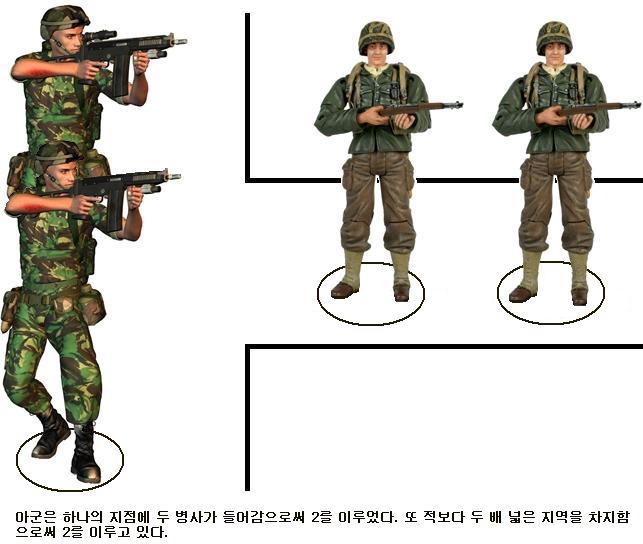 아군은 하나의 지점에 두 병사가 들어감으로써 2를 이루었다. 또 적보다 두 배 넓은 지역을 차지함
으로써 2를 이루고 있다.